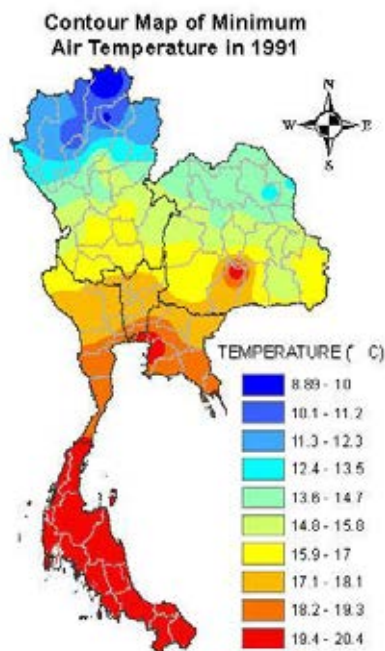 Contour Map of Minimum
Air Temperature in 1991
N
W E
S
TEMPERATURE (° C)
8.89 - 10
10.1 - 11.2
11.3 - 12.3
12.4 - 13.5
13.6 - 14.7
14.8 - 15.8
15.9 - 17
17.1 - 18.1
18.2 - 19.3
19.4 - 20.4